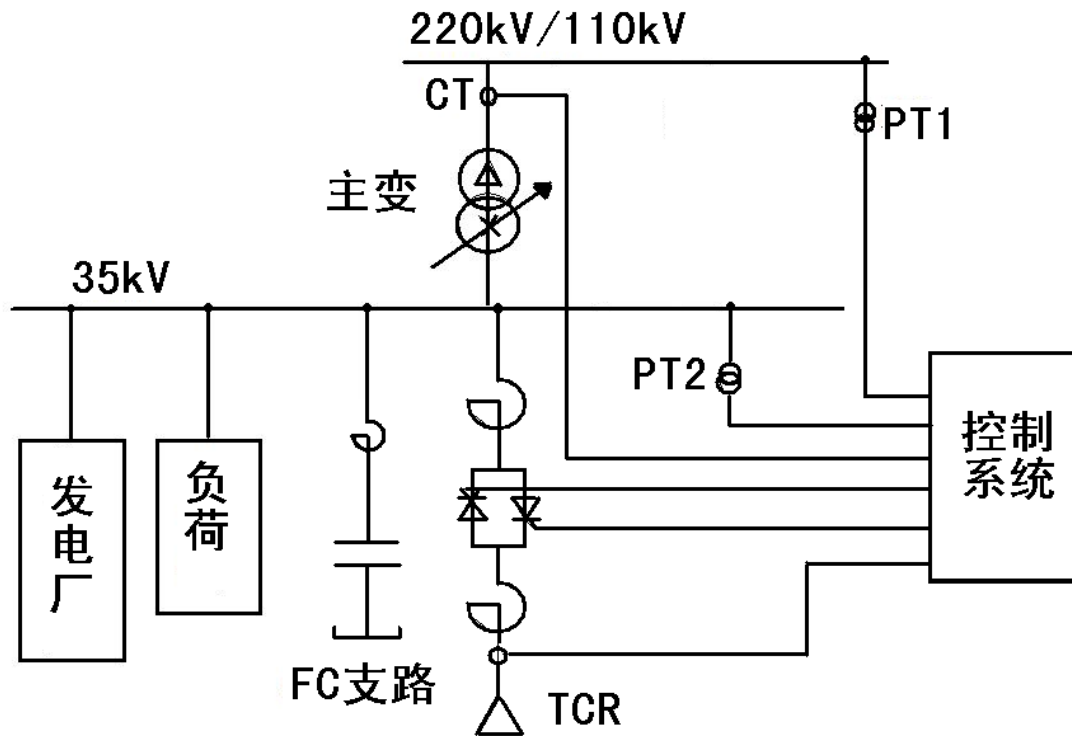 220kV/110kV
CT
PT1
主变
35kV
PT2
控制
系统
发
电
厂
负
荷
FC支路
TCR